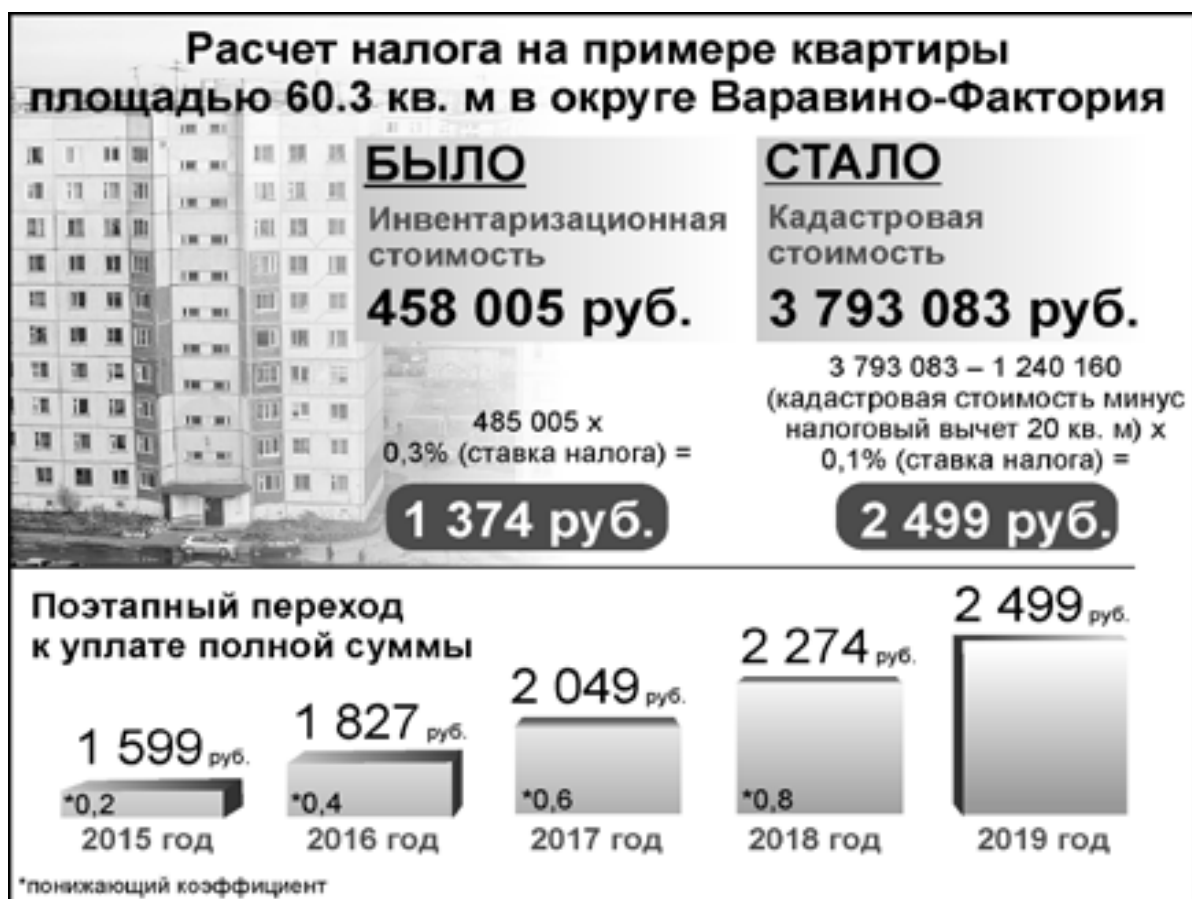 Расчет налога на примере квартиры
площадью 60.3 кв. м в округе Варавино-Фактория
БЫЛО
Инвентаризационная
стоимость
458 005 руб.
485 005 х
0,3% (ставка налога) =
1 374 руб.
СТАЛО
Кадастровая
стоимость
3 793 083 руб.
3 793 083 – 1 240 160
(кадастровая стоимость минус
налоговый вычет 20 кв. м) х
0,1% (ставка налога) =
2 499 руб.
Поэтапный переход
к уплате полной суммы
1 599 руб.
*0,2
2015 год
1 827 руб.
*0,4
2016 год
2 049 руб.
*0,6
2017 год
2 274 руб.
*0,8
2018 год
2 499 руб.
2019 год
*понижающий коэффициент